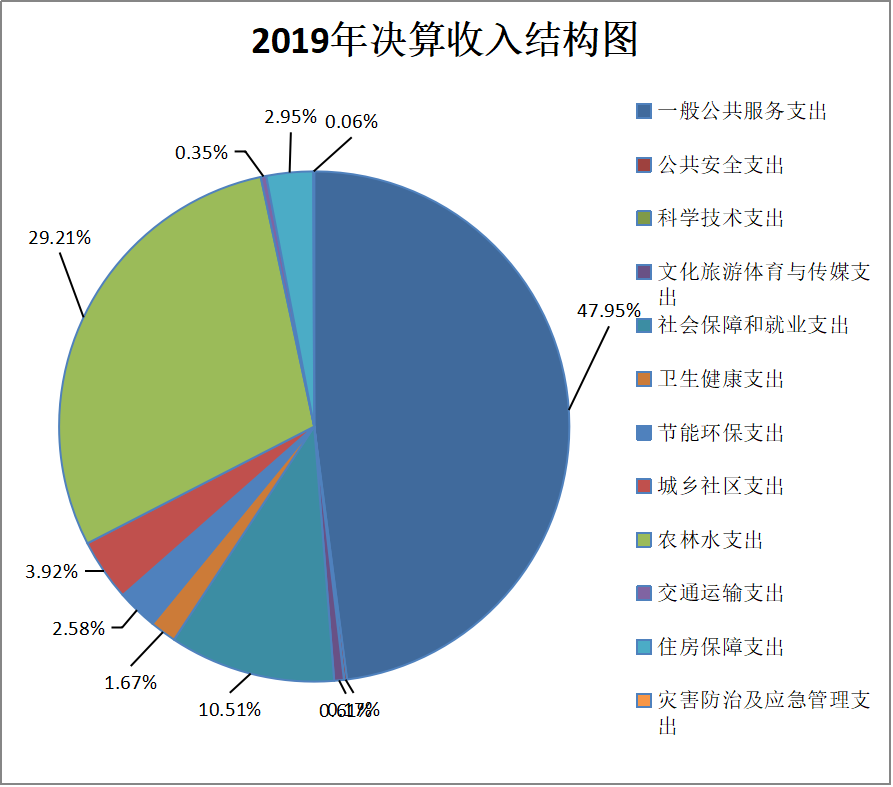 2019年决算收入结构图
0.35%
2.95%
0.06%
29.21%
47.95%
3.92%
2.58%
1.67%
10.51%
0.61%
0.17%
一般公共服务支出
公共安全支出
科学技术支出
文化旅游体育与传媒支
出
社会保障和就业支出
卫生健康支出
节能环保支出
城乡社区支出
农林水支出
交通运输支出
住房保障支出
灾害防治及应急管理支
出